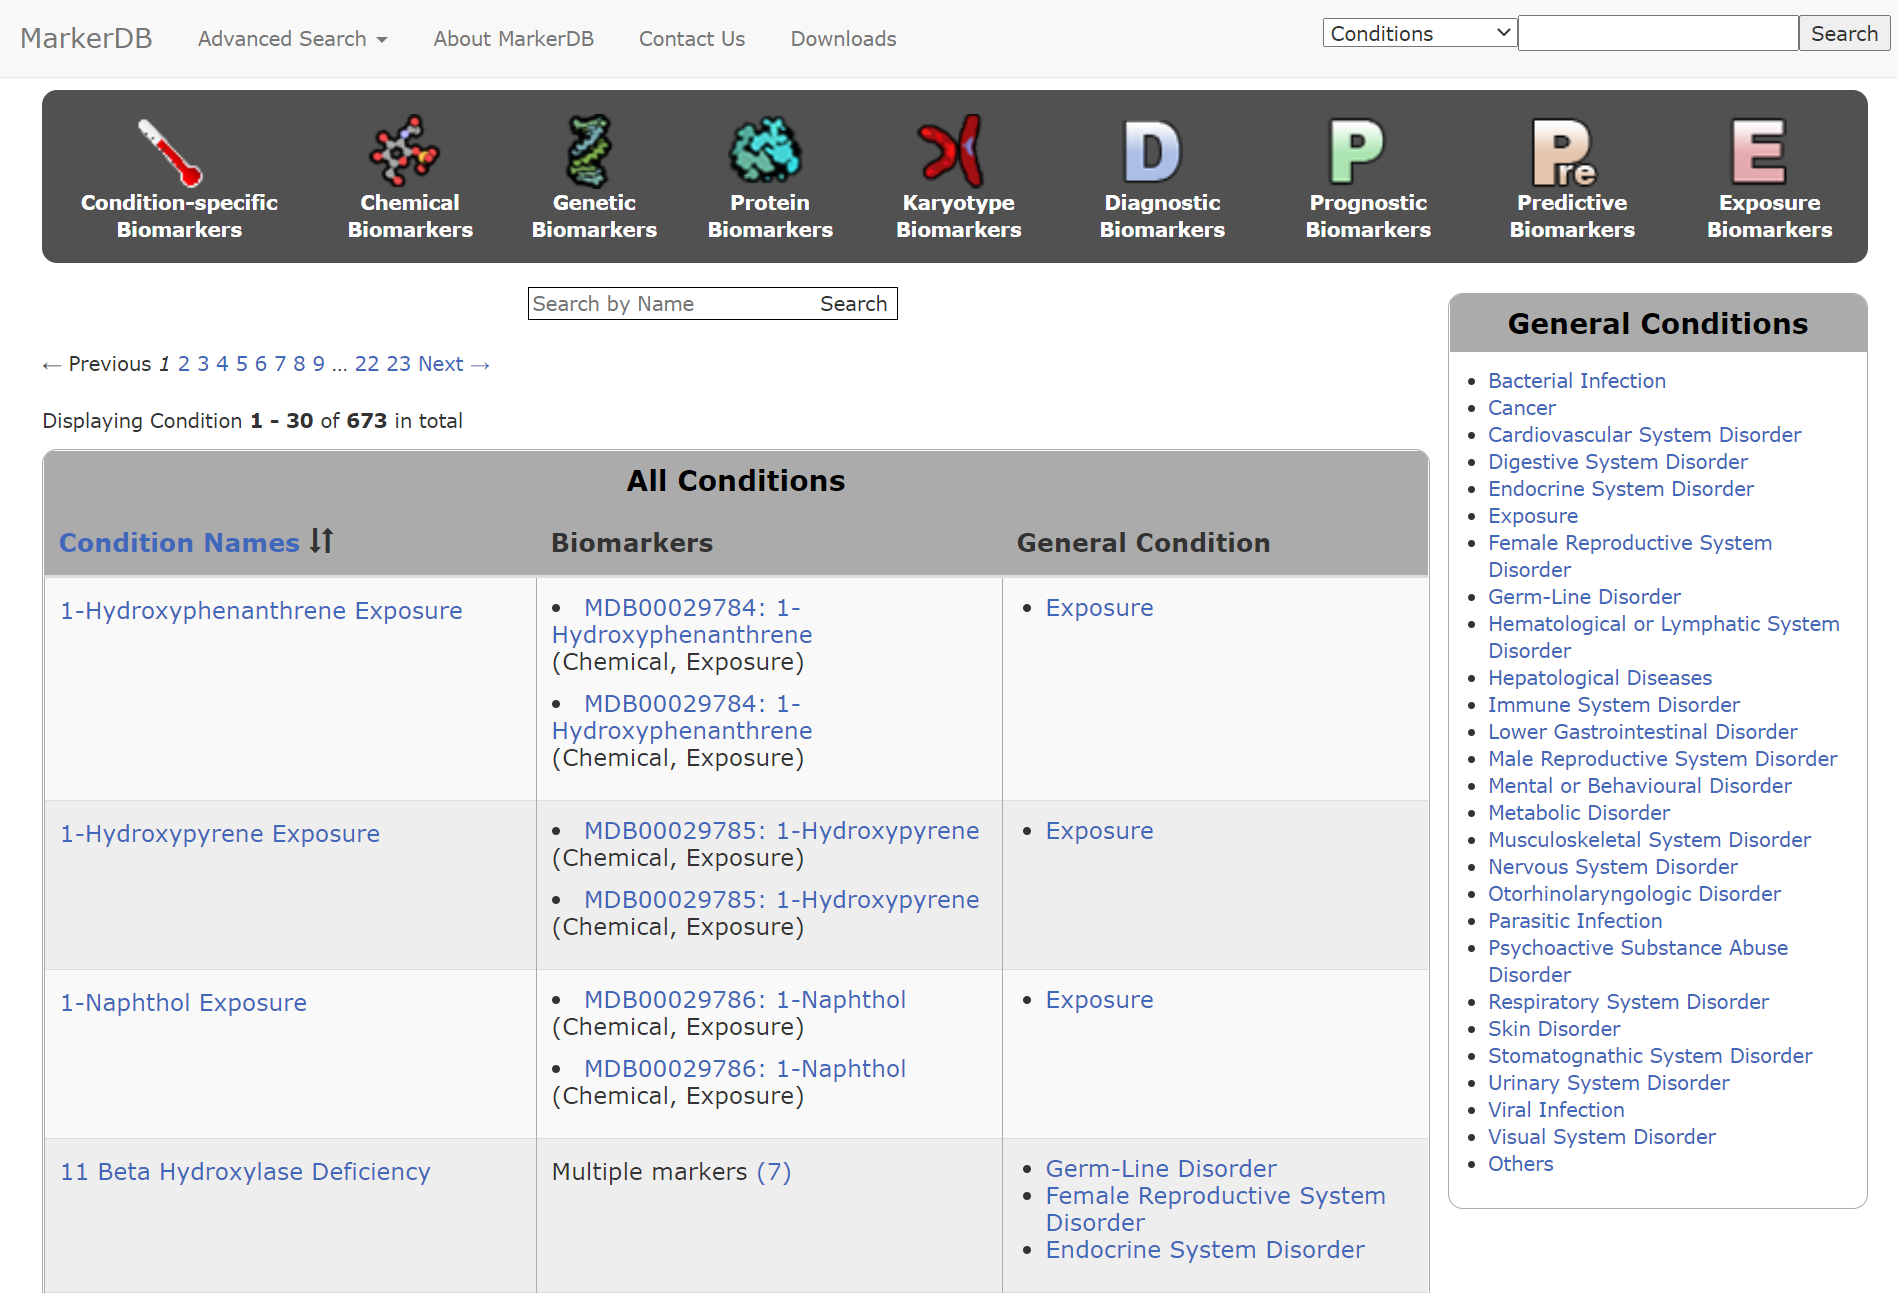 MarkerDB Advanced Search About MarkerDB Contact Us Downloads Conditions Search
Condition-specific Biomarkers
Chemical Biomarkers
Genetic Biomarkers
Protein Biomarkers
Karyotype Biomarkers
D
Diagnostic Biomarkers
P
Prognostic Biomarkers
Pre
Predictive Biomarkers
E
Exposure Biomarkers
Search by Name Search
← Previous 1 2 3 4 5 6 7 8 9 ... 22 23 Next →
Displaying Condition 1 - 30 of 673 in total
All Conditions
Condition Names Biomarkers General Condition
1-Hydroxyphenanthrene Exposure
• MDB00029784: 1-
Hydroxyphenanthrene
(Chemical, Exposure)
• MDB00029784: 1-
Hydroxyphenanthrene
(Chemical, Exposure)
• Exposure
1-Hydroxypyrene Exposure
• MDB00029785: 1-Hydroxypyrene
(Chemical, Exposure)
• MDB00029785: 1-Hydroxypyrene
(Chemical, Exposure)
• Exposure
1-Naphthol Exposure
• MDB00029786: 1-Naphthol
(Chemical, Exposure)
• MDB00029786: 1-Naphthol
(Chemical, Exposure)
• Exposure
11 Beta Hydroxylase Deficiency
Multiple markers (7)
• Germ-Line Disorder
• Female Reproductive System
Disorder
• Endocrine System Disorder
General Conditions
• Bacterial Infection
• Cancer
• Cardiovascular System Disorder
• Digestive System Disorder
• Endocrine System Disorder
• Exposure
• Female Reproductive System
Disorder
• Germ-Line Disorder
• Hematological or Lymphatic System
Disorder
• Hepatological Diseases
• Immune System Disorder
• Lower Gastrointestinal Disorder
• Male Reproductive System Disorder
• Mental or Behavioural Disorder
• Metabolic Disorder
• Musculoskeletal System Disorder
• Nervous System Disorder
• Otorhinolaryngologic Disorder
• Parasitic Infection
• Psychoactive Substance Abuse
Disorder
• Respiratory System Disorder
• Skin Disorder
• Stomatognathic System Disorder
• Urinary System Disorder
• Viral Infection
• Visual System Disorder
• Others